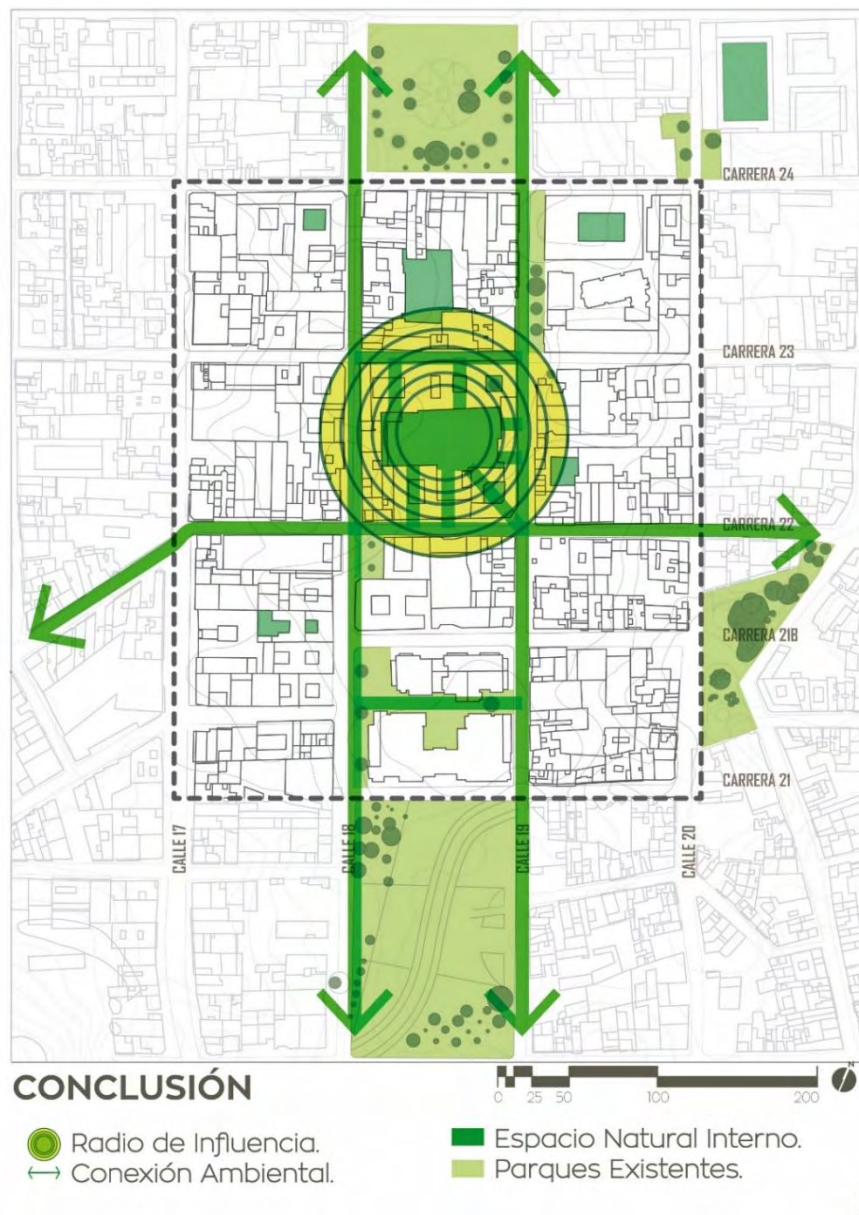 CARRERA 24
CARRERA 23
CARRERA 22
CARRERA 21B
CARRERA 21
CALLE 17
CALLE 18
CALLE 19
CALLE 20
CONCLUSIÓN
0 25 50 100 200
N
Radio de Influencia.
Conexión Ambiental.
Espacio Natural Interno.
Parques Existentes.